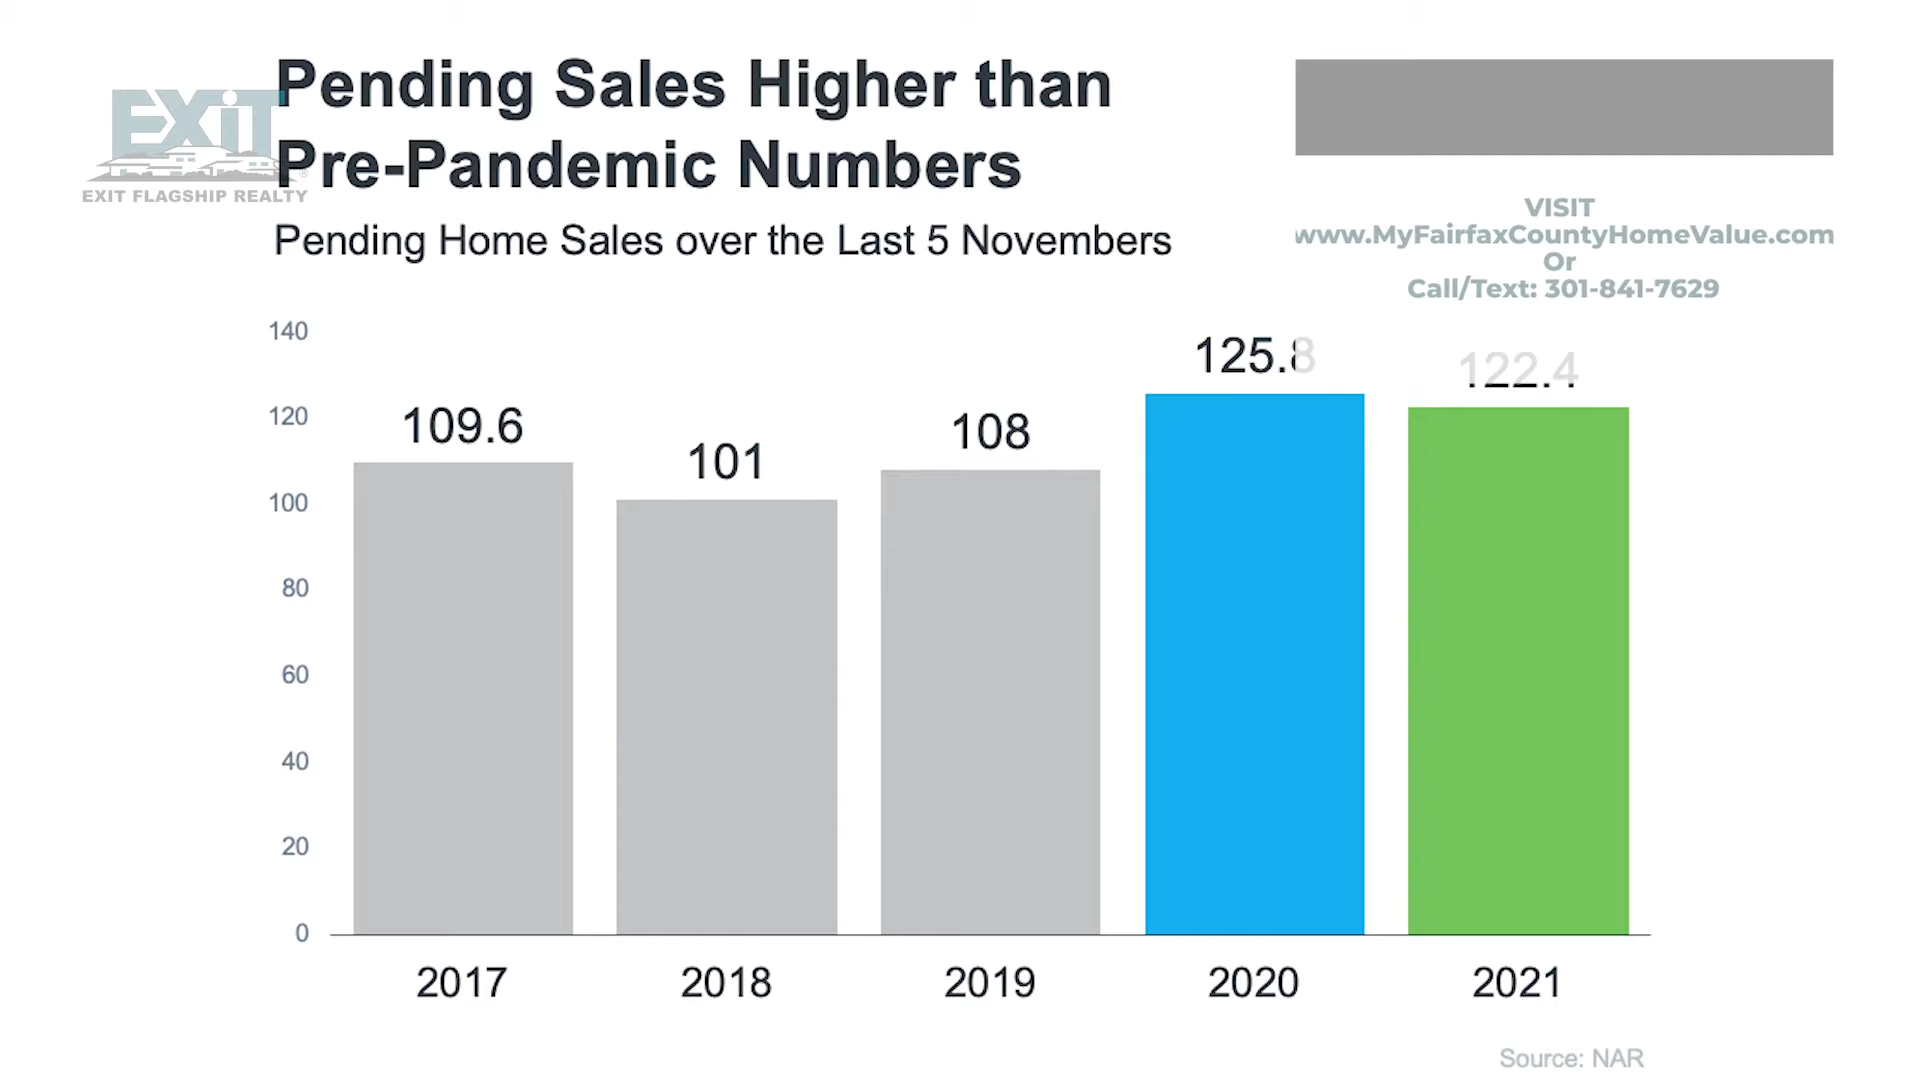 Pending Sales Higher than
Pre-Pandemic Numbers
EXiT
®
EXIT FLAGSHIP REALTY
Pending Home Sales over the Last 5 Novembers
VISIT
www.MyFairfaxCountyHomeValue.com
Or
Call/Text: 301-841-7629
140
120
100
80
60
40
20
0
109.6
101
108
125.8
122.4
2017
2018
2019
2020
2021
Source: NAR